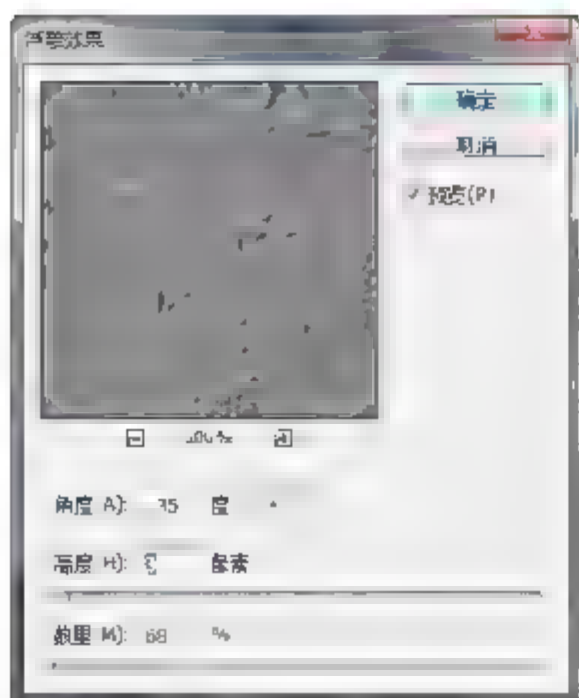 浮雕效果
确定
取消
预览(P)
100%
角度(A): 度
高度(H): 像素
数量(M): 68 %